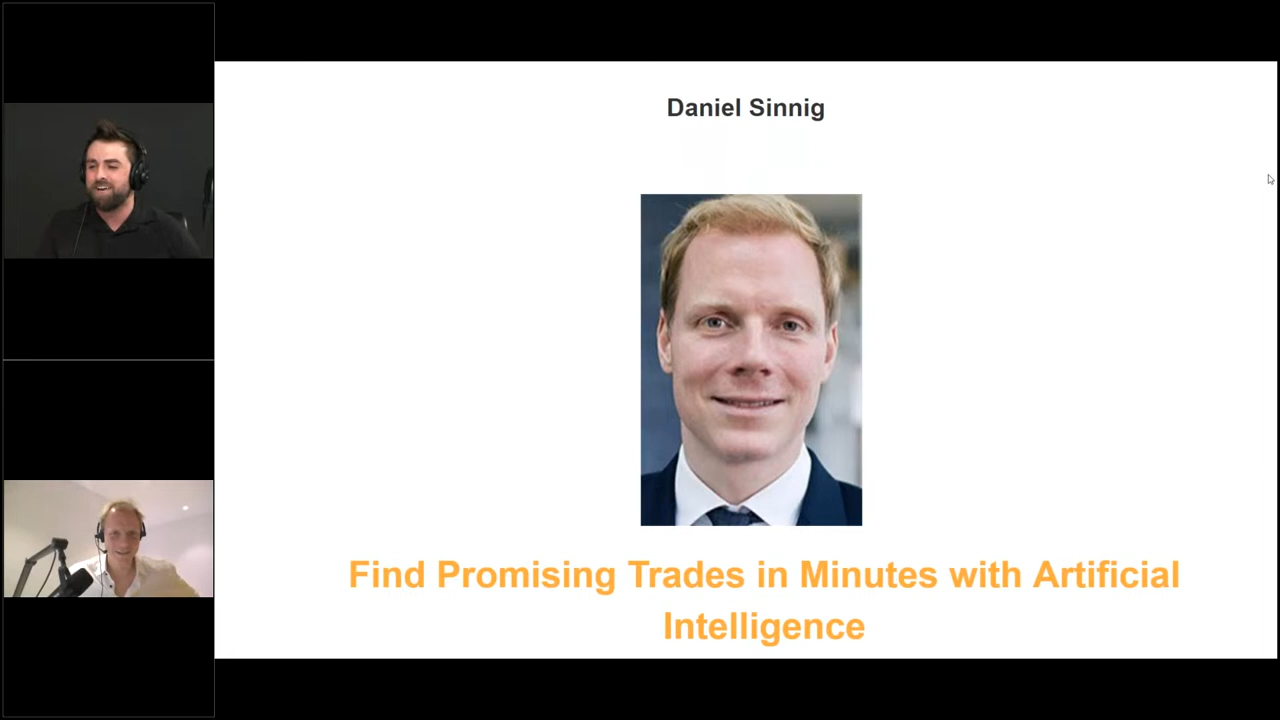 Daniel Sinnig
Find Promising Trades in Minutes with Artificial
Intelligence